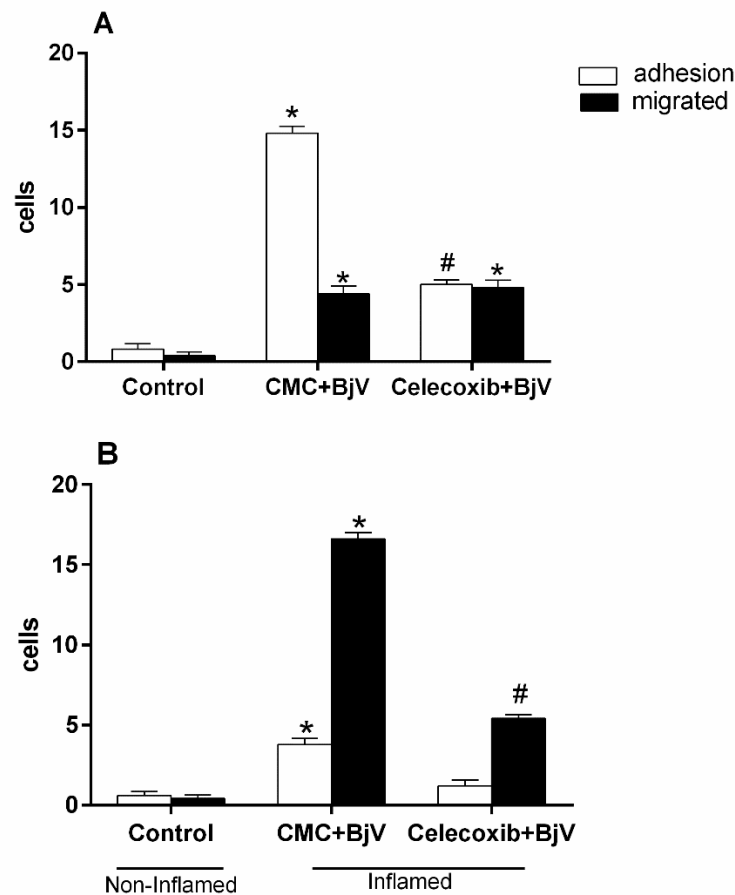 A
20
15
10
5
0
cells
adhesion
migrated
*
*
#
*
Control CMC+BjV Celecoxib+BjV
B
20
15
10
5
0
cells
*
*
#
Control CMC+BjV Celecoxib+BjV
Non-Inflamed Inflamed